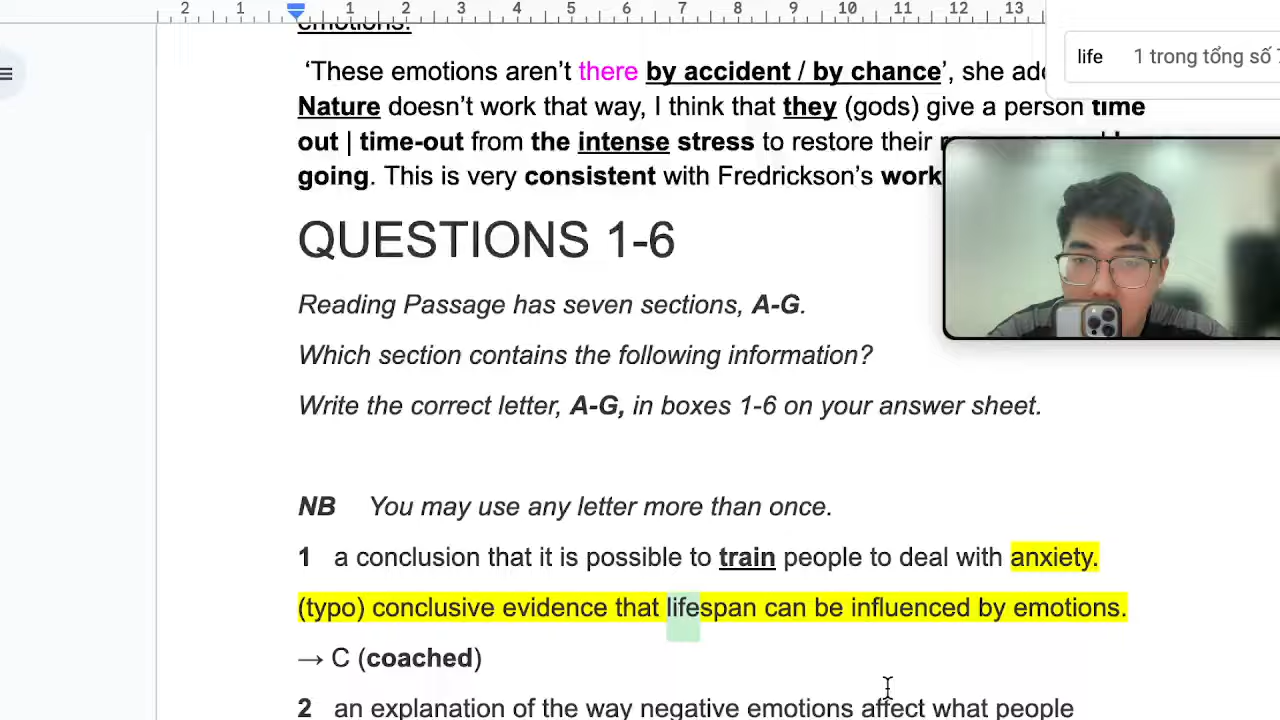 2 1 1 2 3 4 5 6 7 8 9 10 11 12 13
emotions.
life 1 trong tổng số
‘These emotions aren’t there by accident / by chance’, she
Nature doesn’t work that way, I think that they (gods) give a person time
out | time-out from the intense stress to restore their
going. This is very consistent with Fredrickson’s work
QUESTIONS 1-6
Reading Passage has seven sections, A-G.
Which section contains the following information?
Write the correct letter, A-G, in boxes 1-6 on your answer sheet.
NB You may use any letter more than once.
1 a conclusion that it is possible to train people to deal with anxiety.
(typo) conclusive evidence that lifespan can be influenced by emotions.
→ C (coached)
2 an explanation of the way negative emotions affect what people